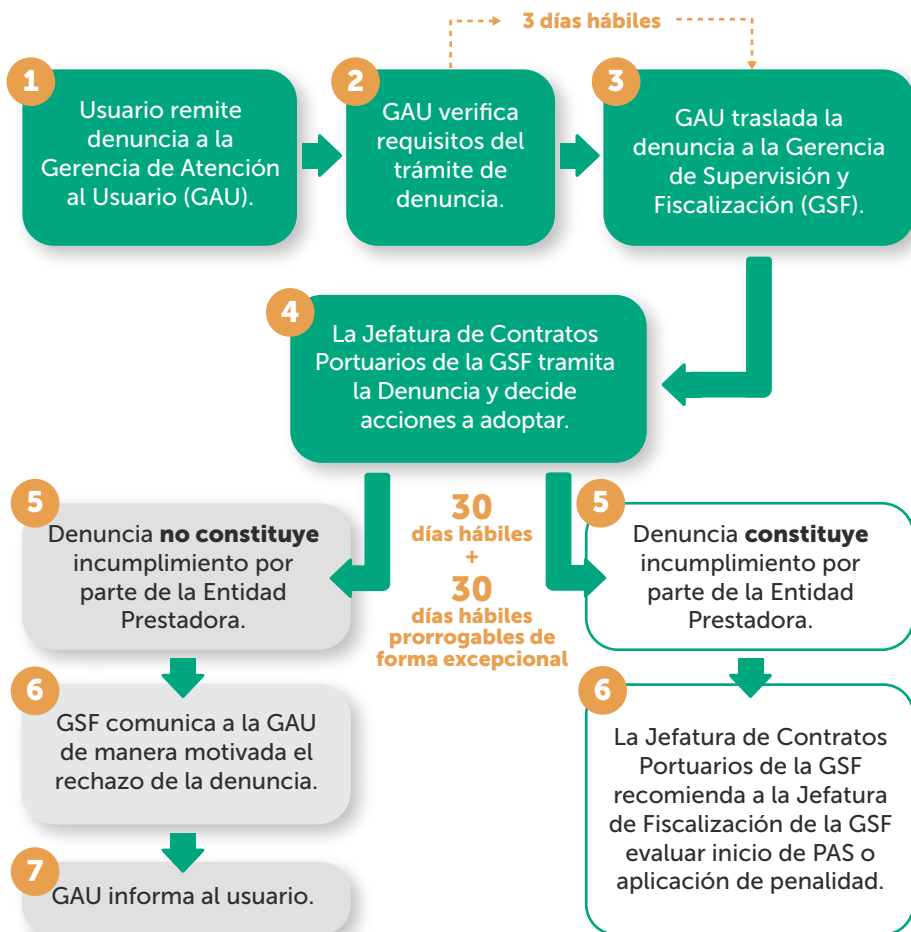 3 días hábiles
1
Usuario remite
denuncia a la
Gerencia de Atención
al Usuario (GAU).
2
GAU verifica
requisitos del
trámite de
denuncia.
3
GAU traslada la
denuncia a la Gerencia
de Supervisión y
Fiscalización (GSF).
4
La Jefatura de Contratos
Portuarios de la GSF tramita
la Denuncia y decide
acciones a adoptar.
5
Denuncia no constituye
incumplimiento por
parte de la Entidad
Prestadora.
30
días hábiles
+
30
días hábiles
prorrogables de
forma excepcional
5
Denuncia constituye
incumplimiento por
parte de la Entidad
Prestadora.
6
GSF comunica a la GAU
de manera motivada el
rechazo de la denuncia.
6
La Jefatura de Contratos
Portuarios de la GSF
recomienda a la Jefatura
de Fiscalización de la GSF
evaluar inicio de PAS o
aplicación de penalidad.
7
GAU informa al usuario.